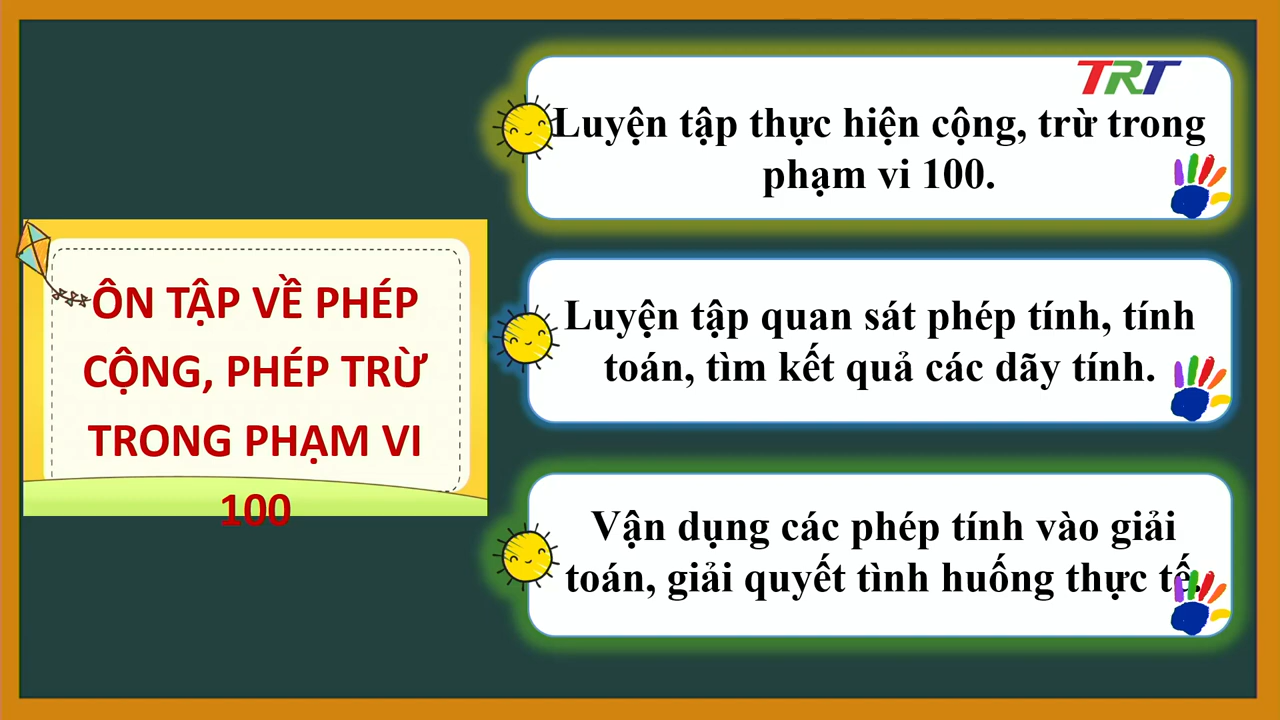 ÔN TẬP VỀ PHÉP
CỘNG, PHÉP TRỪ
TRONG PHẠM VI
100
TRT
Luyện tập thực hiện cộng, trừ trong
phạm vi 100.
Luyện tập quan sát phép tính, tính
toán, tìm kết quả các dãy tính.
Vận dụng các phép tính vào giải
toán, giải quyết tình huống thực tế.